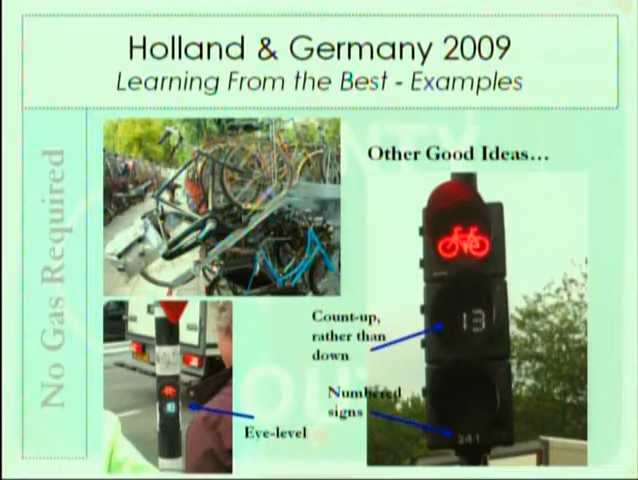 Holland & Germany 2009
Learning From the Best - Examples
No Gas Required
Other Good Ideas...
Count-up,
rather than
down
13
Numbered
signs
241
Eye-level